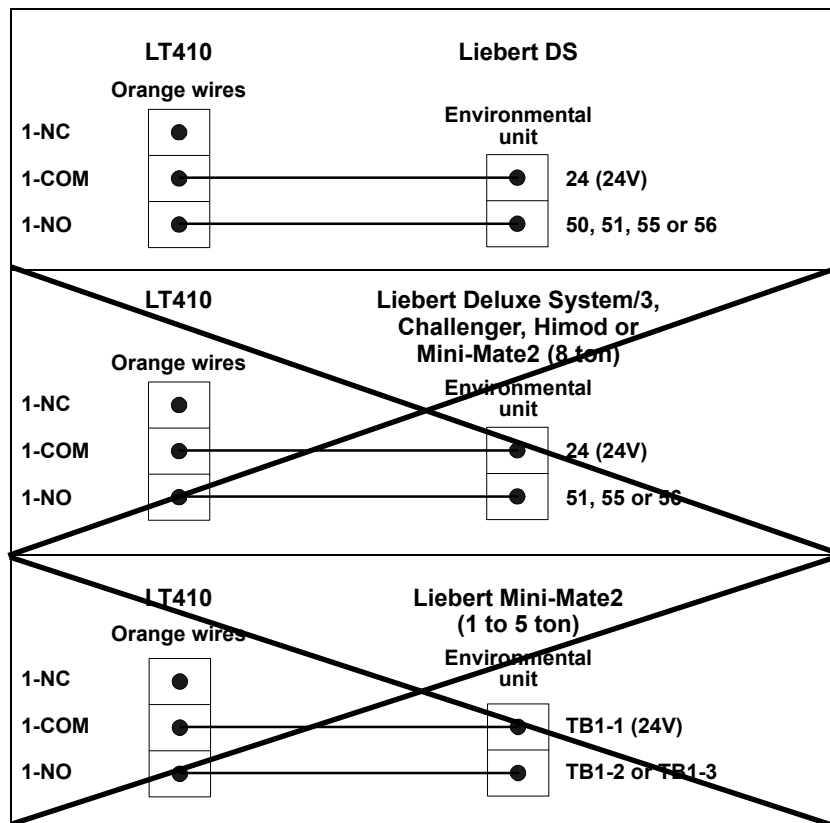 LT410
Liebert DS
Orange wires
Environmental
unit
1-NC
1-COM
24 (24V)
1-NO
50, 51, 55 or 56
LT410
Liebert Deluxe System/3,
Challenger, Himod or
Mini-Mate2 (8 ton)
Orange wires
Environmental
unit
1-NC
1-COM
24 (24V)
1-NO
51, 55 or 56
LT410
Liebert Mini-Mate2
(1 to 5 ton)
Orange wires
Environmental
unit
1-NC
1-COM
TB1-1 (24V)
1-NO
TB1-2 or TB1-3